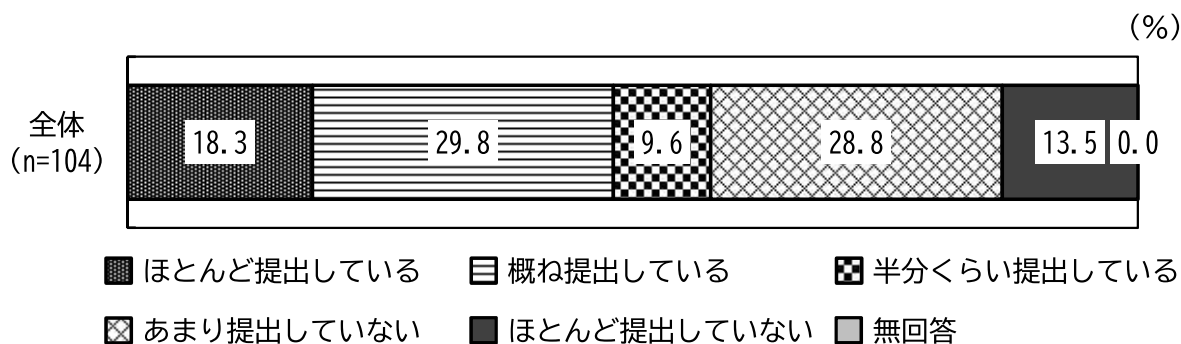 (%)
全体
(n=104)
18.3 29.8 9.6 28.8 13.5 0.0
ほとんど提出している 概ね提出している 半分くらい提出している
あまり提出していない ほとんど提出していない 無回答